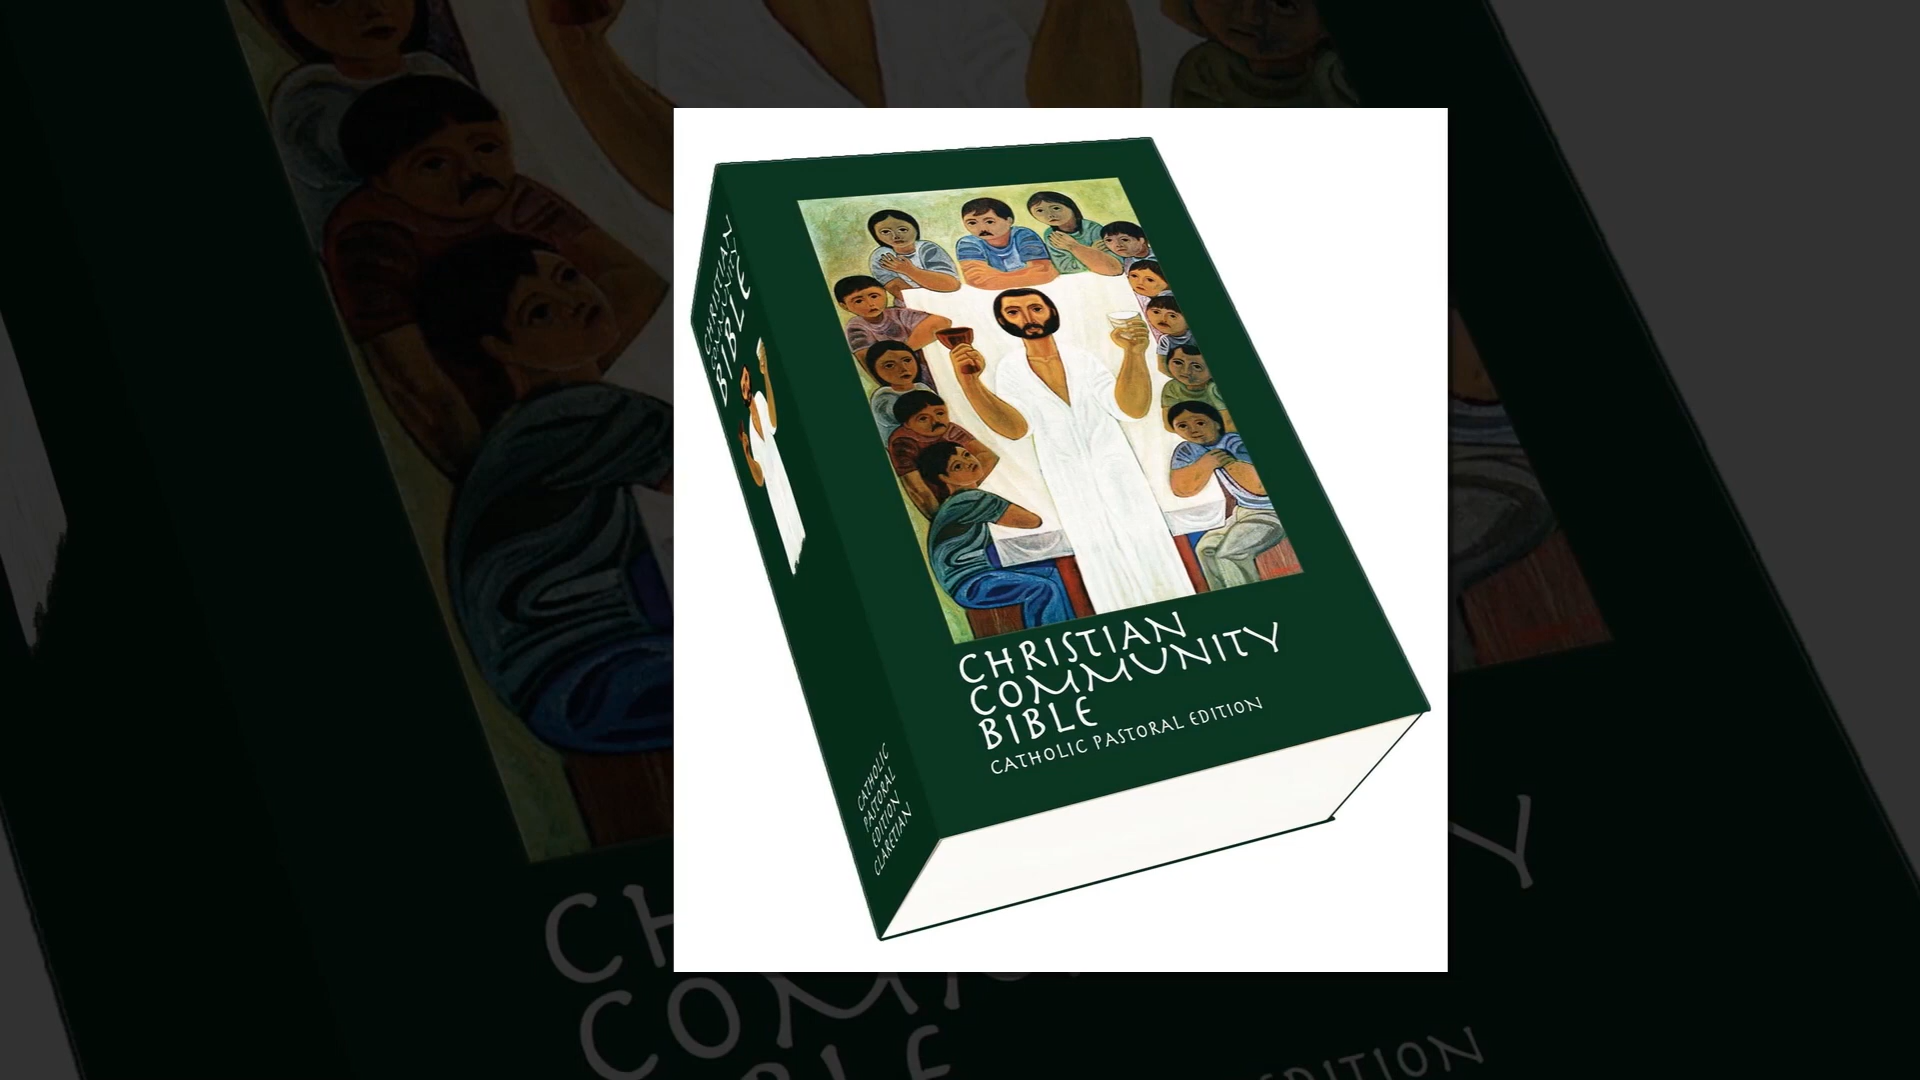 CHRISTIAN
COMMUNITY
BIBLE
CATHOLIC
PASTORAL
EDITION
CLARETIAN
CHRISTIAN
COMMUNITY
BIBLE
CATHOLIC PASTORAL EDITION